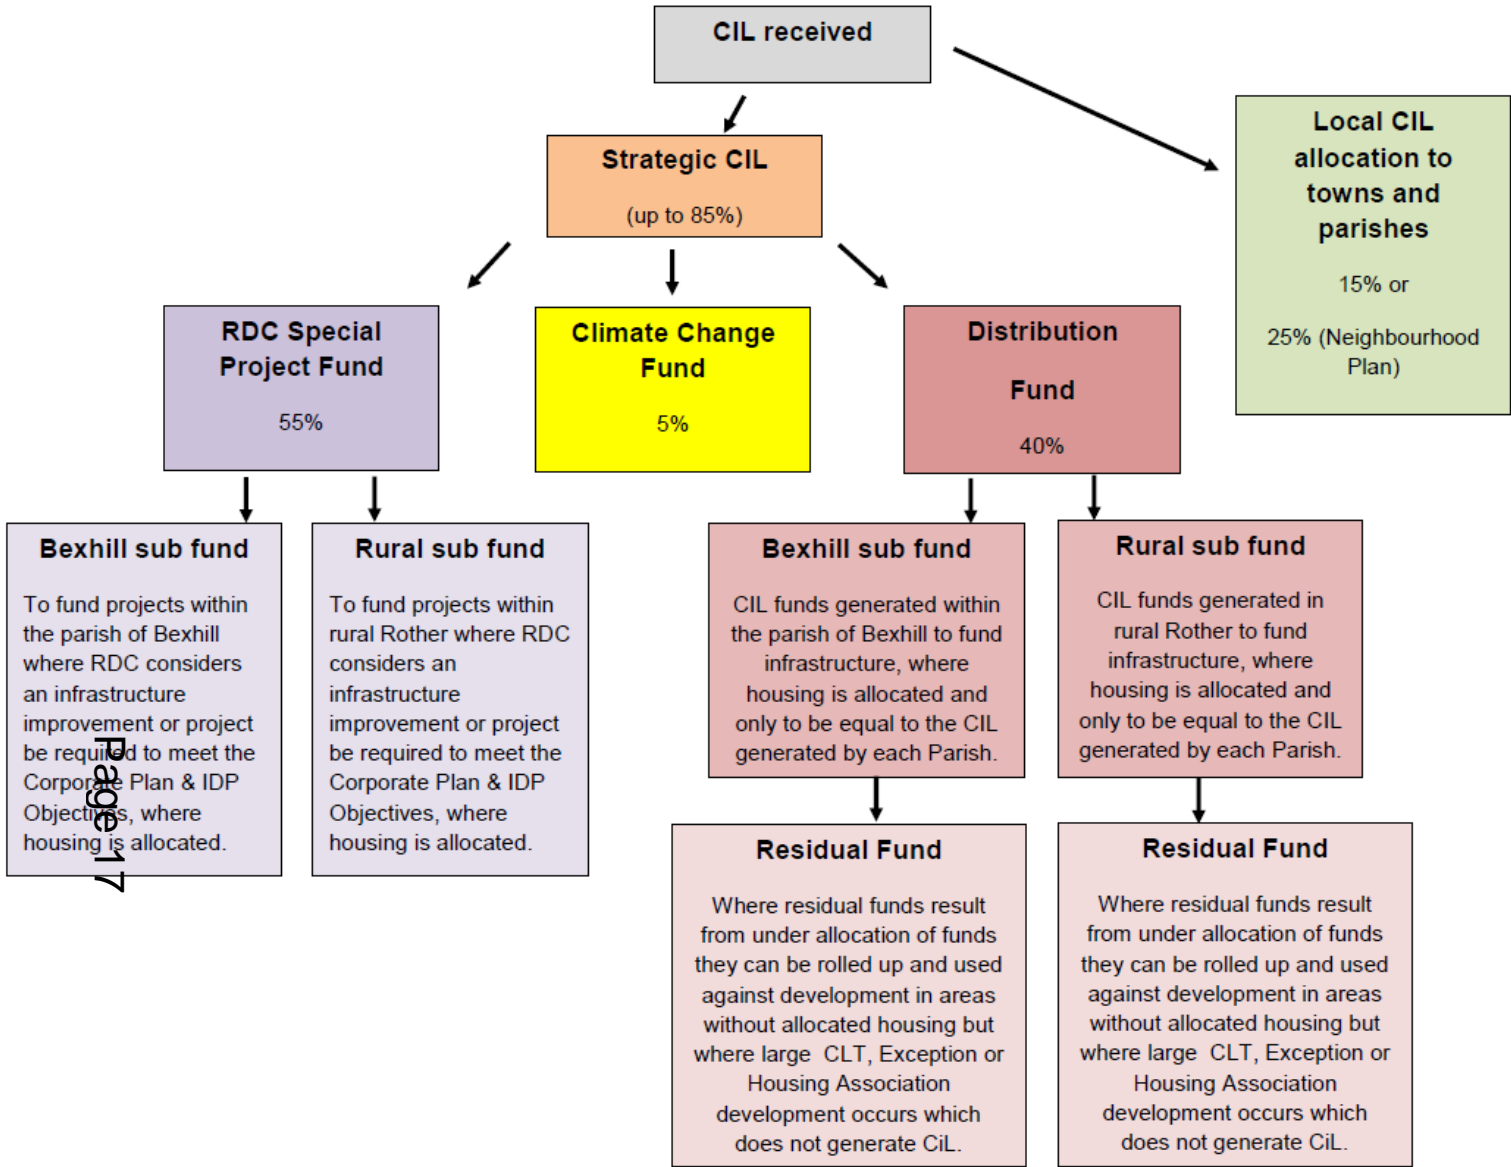 CIL received
Strategic CIL
(up to 85%)
Local CIL
allocation to
towns and
parishes
15% or
25% (Neighbourhood
Plan)
RDC Special
Project Fund
55%
Climate Change
Fund
5%
Distribution
Fund
40%
Bexhill sub fund
To fund projects within
the parish of Bexhill
where RDC considers
an infrastructure
improvement or project
be required to meet the
Corporate Plan & IDP
Objectives, where
housing is allocated.
Rural sub fund
To fund projects within
rural Rother where RDC
considers an
infrastructure
improvement or project
be required to meet the
Corporate Plan & IDP
Objectives, where
housing is allocated.
Bexhill sub fund
CIL funds generated within
the parish of Bexhill to fund
infrastructure, where
housing is allocated and
only to be equal to the CIL
generated by each Parish.
Rural sub fund
CIL funds generated in
rural Rother to fund
infrastructure, where
housing is allocated and
only to be equal to the CIL
generated by each Parish.
Residual Fund
Where residual funds result
from under allocation of funds
they can be rolled up and used
against development in areas
without allocated housing but
where large CLT, Exception or
Housing Association
development occurs which
does not generate CiL.
Residual Fund
Where residual funds result
from under allocation of funds
they can be rolled up and used
against development in areas
without allocated housing but
where large CLT, Exception or
Housing Association
development occurs which
does not generate CiL.
Page 17